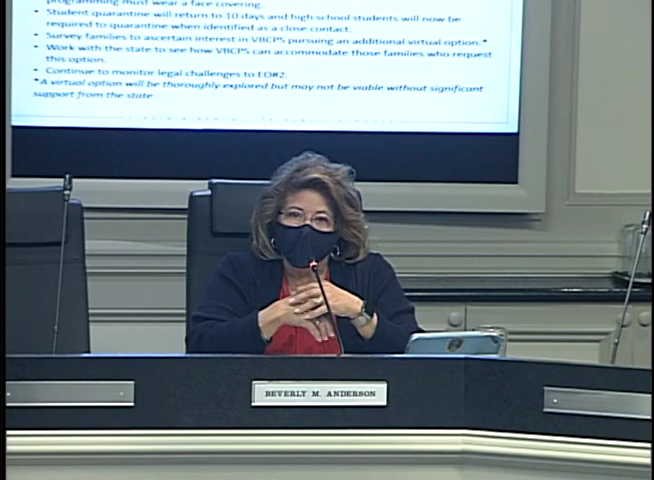 programming must wear a face covering.
• Student quarantine will return to 10 days and high school students will now be
required to quarantine when identified as a close contact.
• Survey families to ascertain interest in VBCPS pursuing an additional virtual option.*
• Work with the state to see how VBCPS can accommodate those families who request
this option.
• Continue to monitor legal challenges to EO#2.
*A virtual option will be thoroughly explored but may not be viable without significant
support from the state
BEVERLY M. ANDERSON